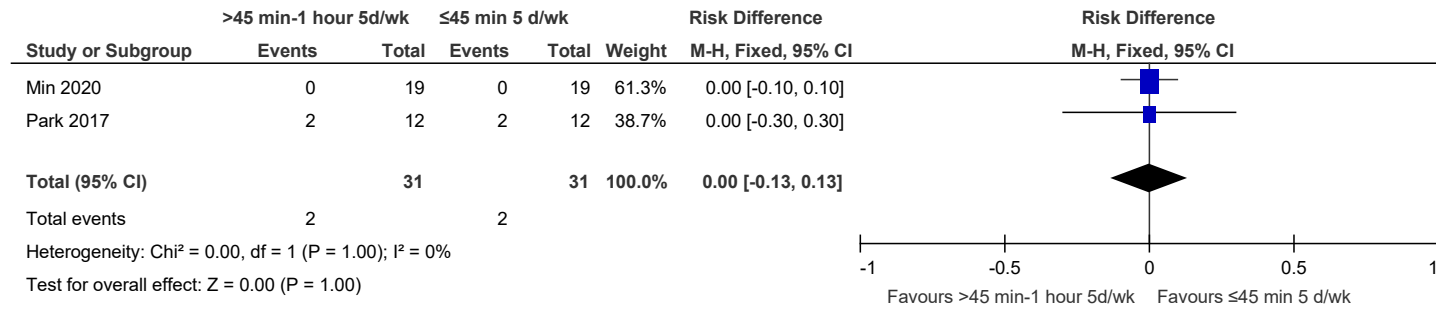 >45 min-1 hour 5d/wk ≤45 min 5 d/wk Risk Difference Risk Difference
Study or Subgroup Events Total Events Total Weight M-H, Fixed, 95% CI M-H, Fixed, 95% CI
Min 2020 0 19 0 19 61.3% 0.00 [-0.10, 0.10]
Park 2017 2 12 2 12 38.7% 0.00 [-0.30, 0.30]
Total (95% CI) 31 31 100.0% 0.00 [-0.13, 0.13]
Total events 2 2
Heterogeneity: Chi² = 0.00, df = 1 (P = 1.00); I² = 0%
Test for overall effect: Z = 0.00 (P = 1.00)
-1 -0.5 0 0.5 1
Favours >45 min-1 hour 5d/wk Favours ≤45 min 5 d/wk